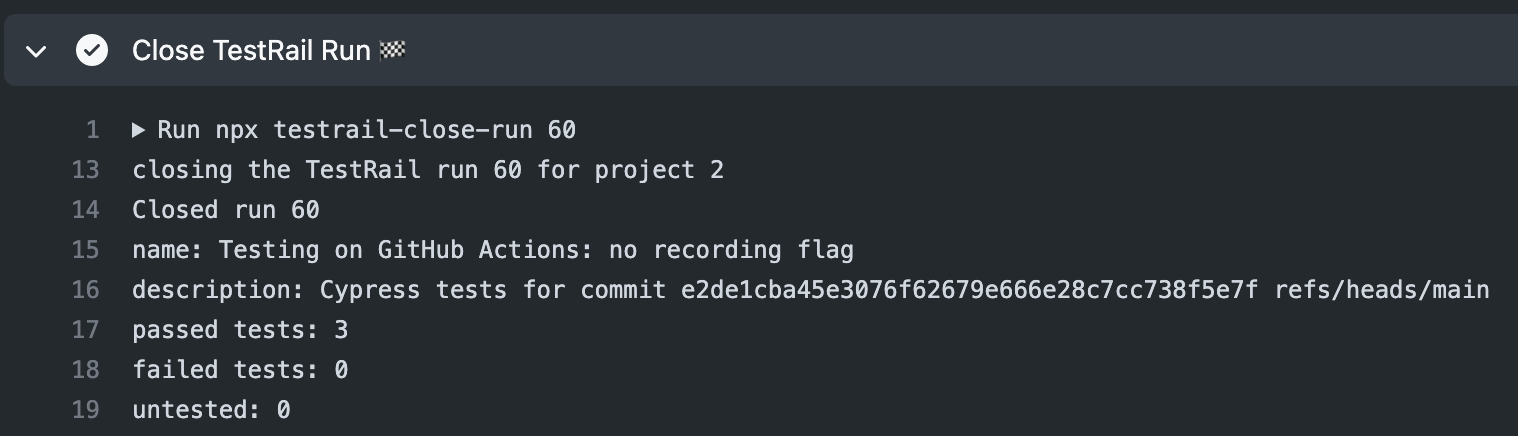 Close TestRail Run 🏁
1 ▶ Run npx testrail-close-run 60
13 closing the TestRail run 60 for project 2
14 Closed run 60
15 name: Testing on GitHub Actions: no recording flag
16 description: Cypress tests for commit e2de1cba45e3076f62679e666e28c7cc738f5e7f refs/heads/main
17 passed tests: 3
18 failed tests: 0
19 untested: 0